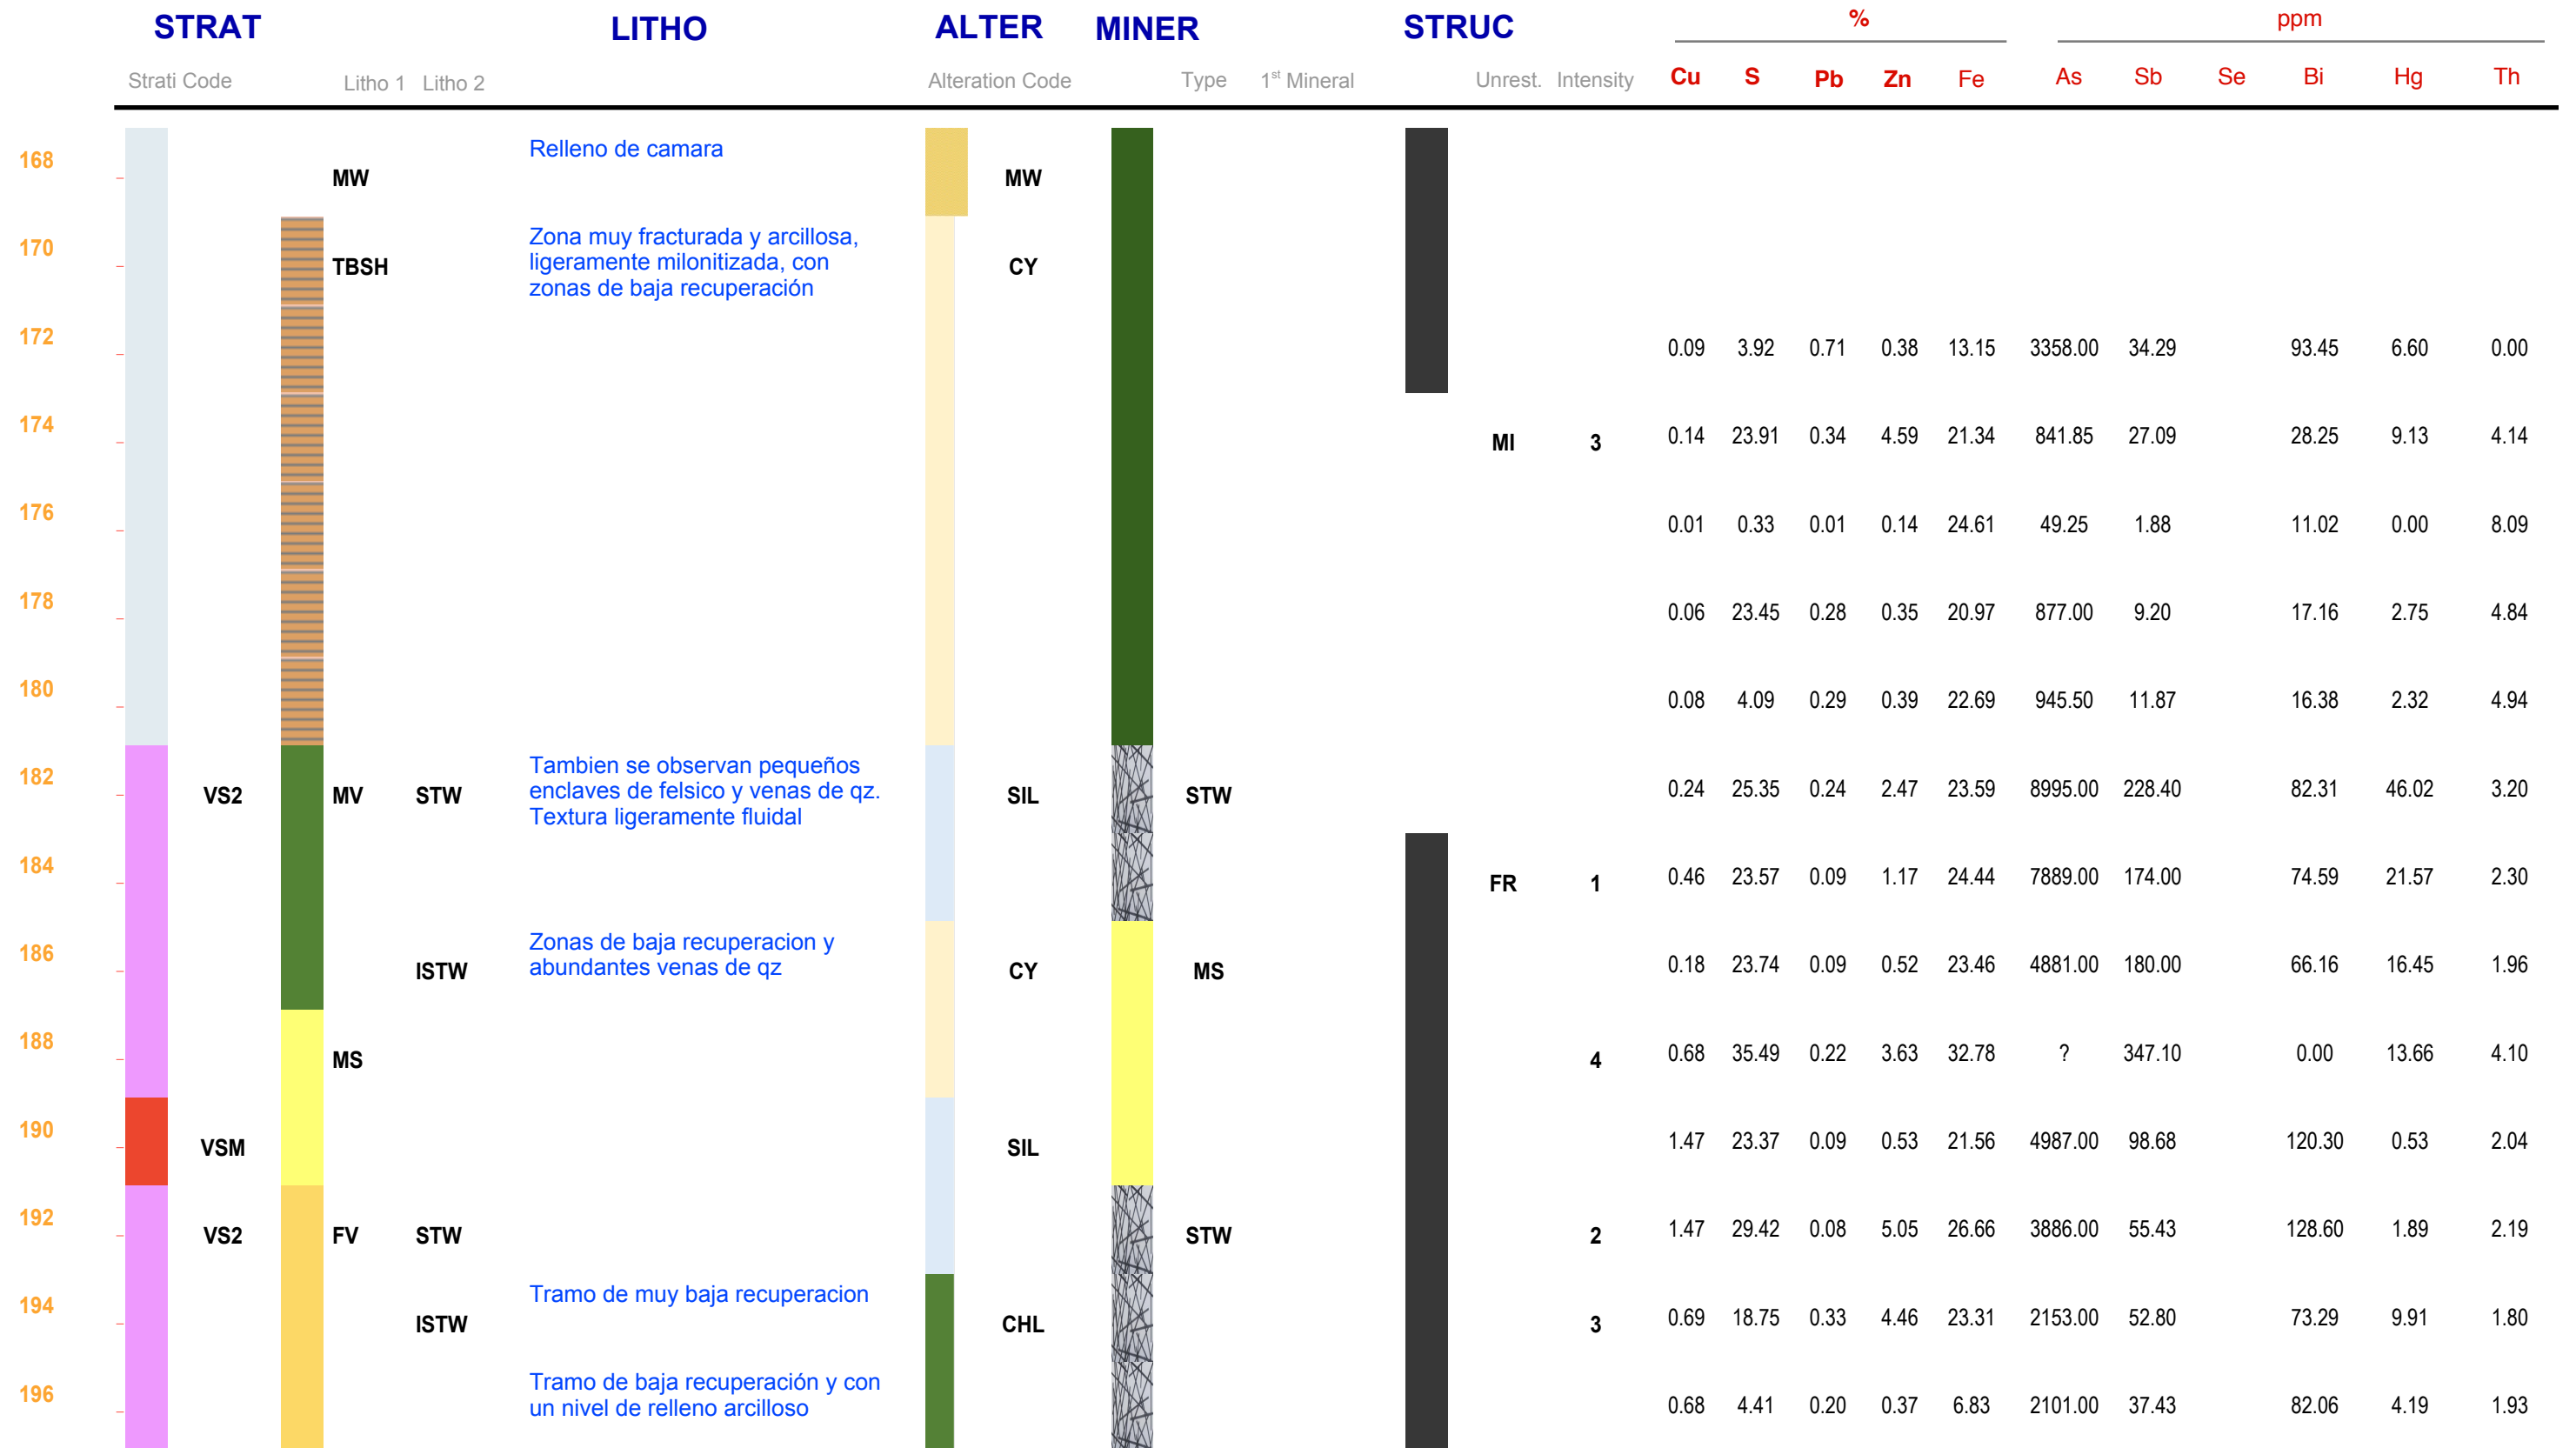 STRAT LITHO ALTER MINER STRUC % ppm
Strati Code Litho 1 Litho 2 Alteration Code Type 1st Mineral Unrest. Intensity Cu S Pb Zn Fe As Sb Se Bi Hg Th
168 MW Relleno de camara MW
170 TBSH Zona muy fracturada y arcillosa,
ligeramente milonitizada, con
zonas de baja recuperación CY
172 0.09 3.92 0.71 0.38 13.15 3358.00 34.29 93.45 6.60 0.00
174 MI 3 0.14 23.91 0.34 4.59 21.34 841.85 27.09 28.25 9.13 4.14
176 0.01 0.33 0.01 0.14 24.61 49.25 1.88 11.02 0.00 8.09
178 0.06 23.45 0.28 0.35 20.97 877.00 9.20 17.16 2.75 4.84
180 0.08 4.09 0.29 0.39 22.69 945.50 11.87 16.38 2.32 4.94
182 VS2 MV STW Tambien se observan pequeños
enclaves de felsico y venas de qz.
Textura ligeramente fluidal SIL STW 0.24 25.35 0.24 2.47 23.59 8995.00 228.40 82.31 46.02 3.20
184 FR 1 0.46 23.57 0.09 1.17 24.44 7889.00 174.00 74.59 21.57 2.30
186 ISTW Zonas de baja recuperacion y
abundantes venas de qz CY MS 0.18 23.74 0.09 0.52 23.46 4881.00 180.00 66.16 16.45 1.96
188 MS 4 0.68 35.49 0.22 3.63 32.78 ? 347.10 0.00 13.66 4.10
190 VSM SIL 1.47 23.37 0.09 0.53 21.56 4987.00 98.68 120.30 0.53 2.04
192 VS2 FV STW STW 2 1.47 29.42 0.08 5.05 26.66 3886.00 55.43 128.60 1.89 2.19
194 ISTW Tramo de muy baja recuperacion CHL 3 0.69 18.75 0.33 4.46 23.31 2153.00 52.80 73.29 9.91 1.80
196 Tramo de baja recuperación y con
un nivel de relleno arcilloso 0.68 4.41 0.20 0.37 6.83 2101.00 37.43 82.06 4.19 1.93